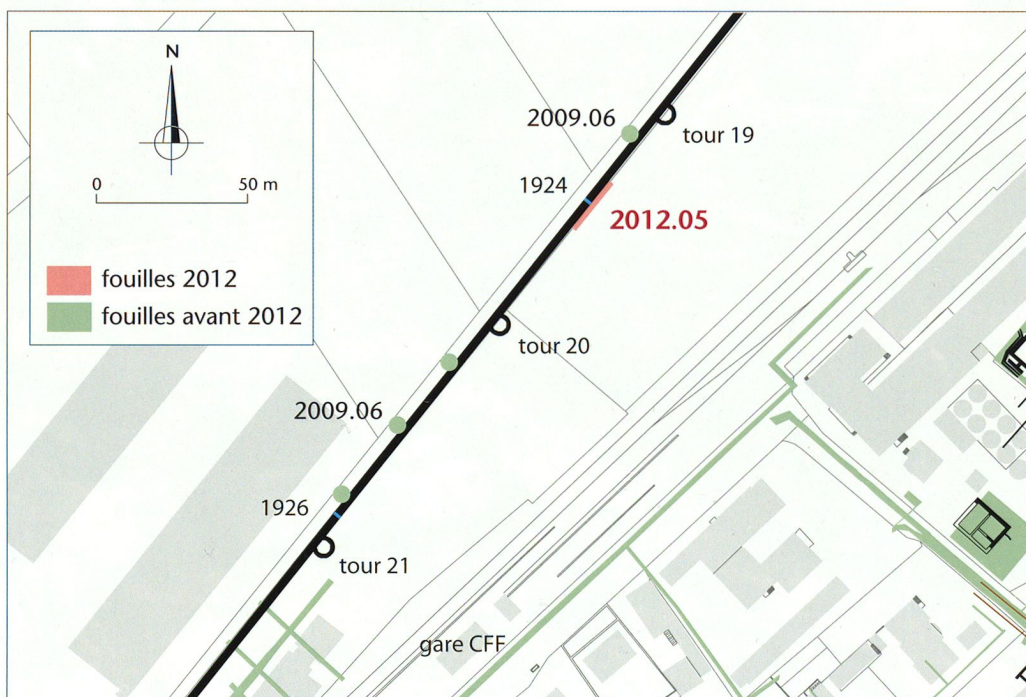 N
0 50 m
fouilles 2012
fouilles avant 2012
2009.06
tour 19
1924
2012.05
tour 20
2009.06
1926
tour 21
gare CFF